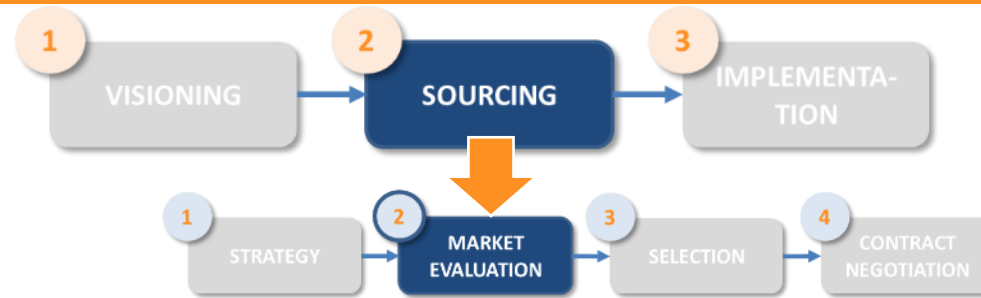 1
VISIONING
2
SOURCING
3
IMPLEMENTA-
TION
1
STRATEGY
2
MARKET
EVALUATION
3
SELECTION
4
CONTRACT
NEGOTIATION